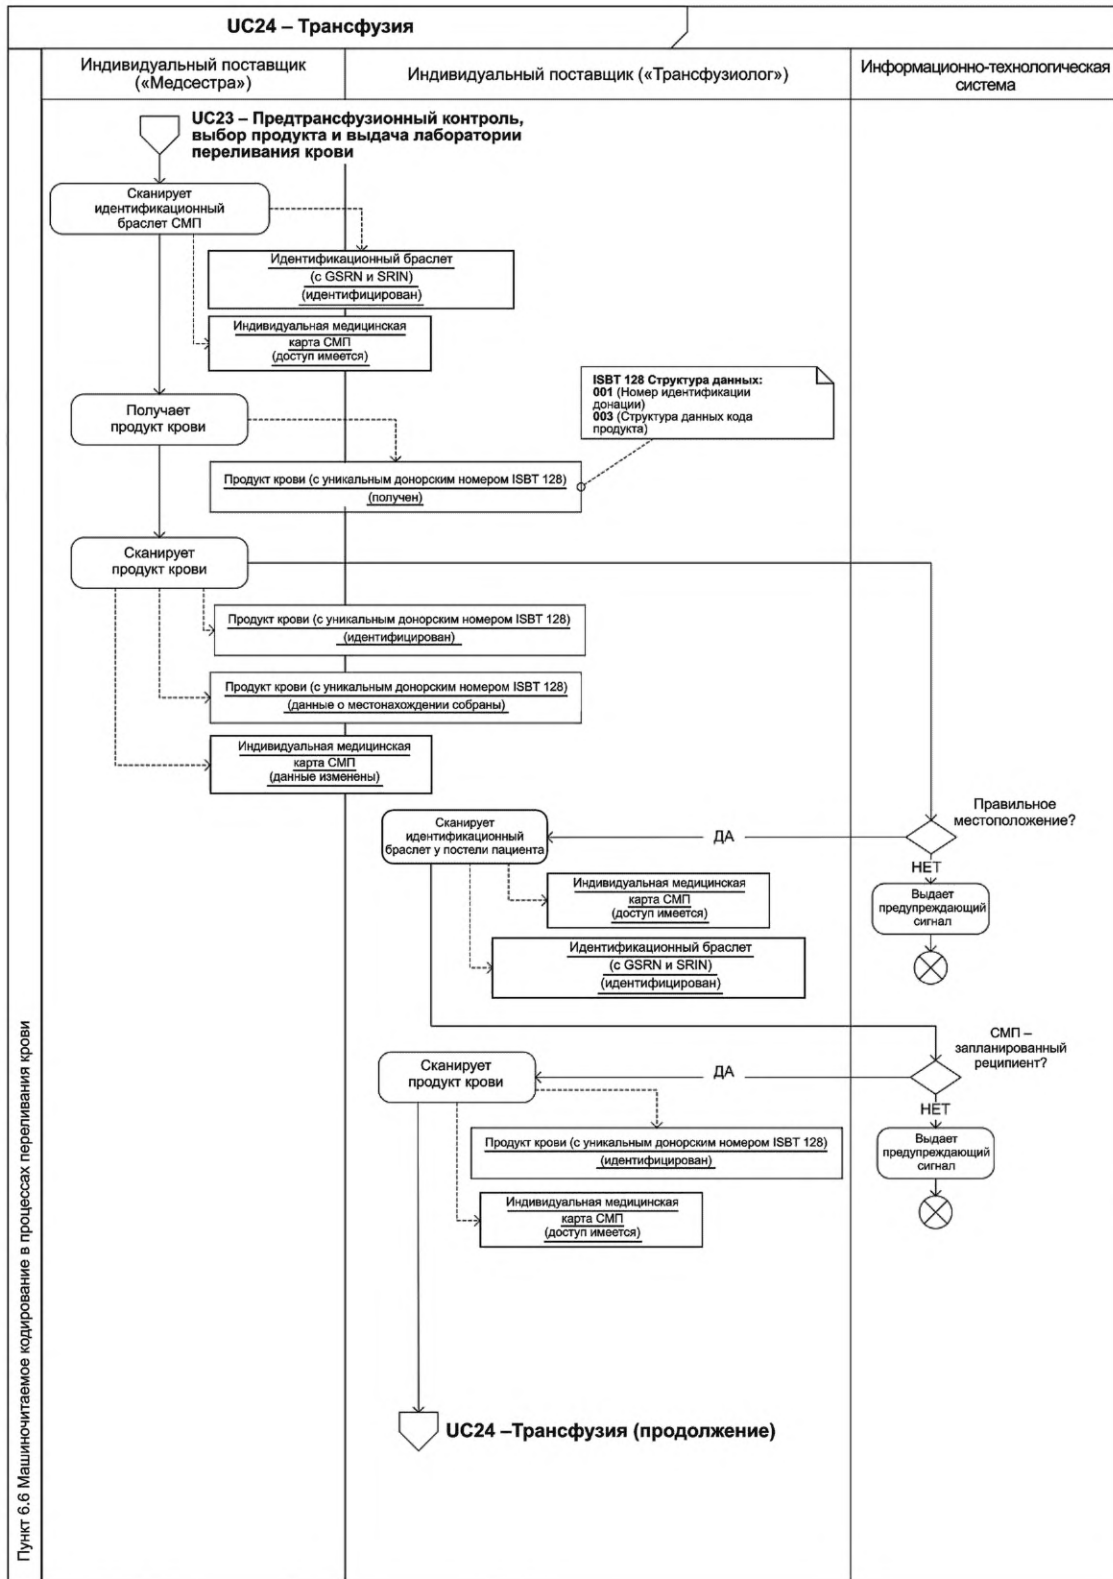 UC24 – Трансфузия
Индивидуальный поставщик
(«Медсестра»)
Индивидуальный поставщик («Трансфузиолог»)
Информационно-технологическая
система
UC23 – Предтрансфузионный контроль,
выбор продукта и выдача лаборатории
переливания крови
Сканирует
идентификационный
браслет СМП
Идентификационный браслет
(с GSRN и SRIN)
(идентифицирован)
Индивидуальная медицинская
карта СМП
(доступ имеется)
ISBT 128 Структура данных:
001 (Номер идентификации
донации)
003 (Структура данных кода
продукта)
Получает
продукт крови
Продукт крови (с уникальным донорским номером ISBT 128)
(получен)
Сканирует
продукт крови
Продукт крови (с уникальным донорским номером ISBT 128)
(идентифицирован)
Продукт крови (с уникальным донорским номером ISBT 128)
(данные о местонахождении собраны)
Индивидуальная медицинская
карта СМП
(данные изменены)
Правильное
местоположение?
Сканирует
идентификационный
браслет у постели пациента
ДА
НЕТ
Индивидуальная медицинская
карта СМП
(доступ имеется)
Выдает
предупреждающий
сигнал
Идентификационный браслет
(с GSRN и SRIN)
(идентифицирован)
СМП –
запланированный
реципиент?
Сканирует
продукт крови
ДА
НЕТ
Продукт крови (с уникальным донорским номером ISBT 128)
(идентифицирован)
Выдает
предупреждающий
сигнал
Индивидуальная медицинская
карта СМП
(доступ имеется)
UC24 –Трансфузия (продолжение)
Пункт 6.6 Машиночитаемое кодирование в процессах переливания крови